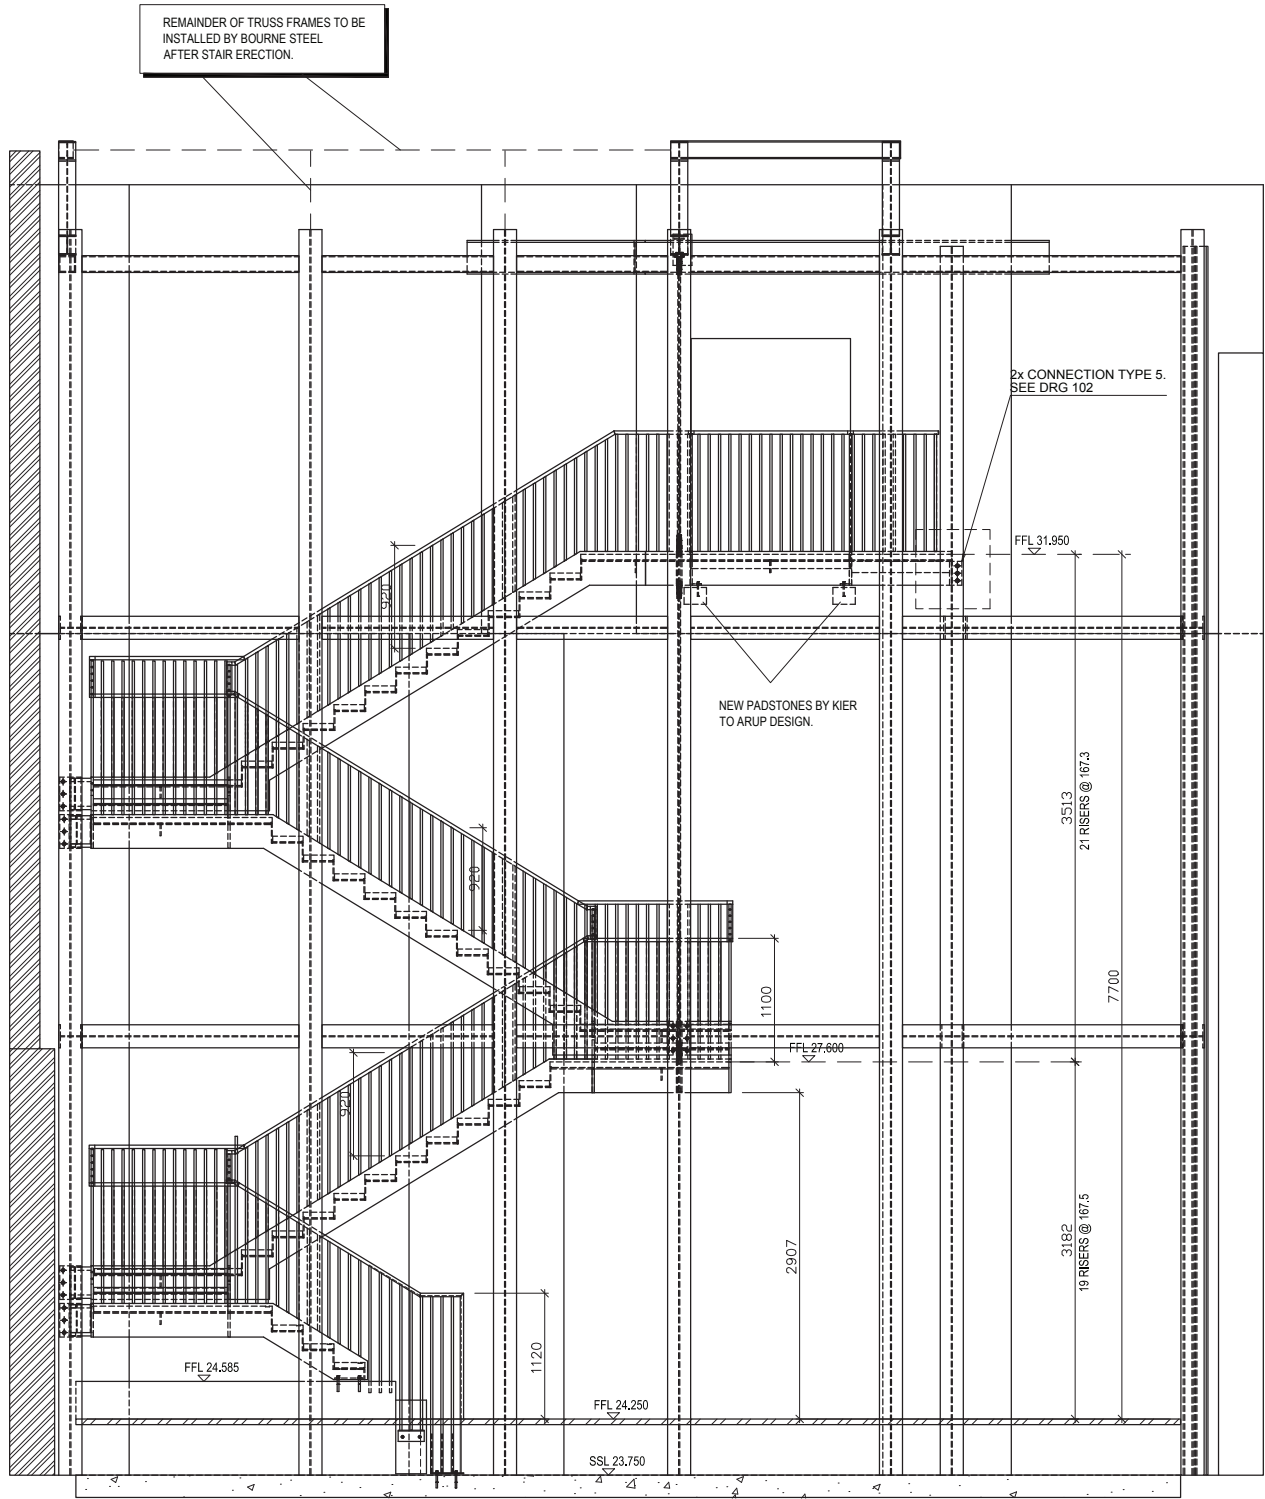 REMAINDER OF TRUSS FRAMES TO BE
INSTALLED BY BOURNE STEEL
AFTER STAIR ERECTION.
2x CONNECTION TYPE 5.
SEE DRG 102
FFL 31.950
920
NEW PADSTONES BY KIER
TO ARUP DESIGN.
3513
21 RISERS @ 167.3
920
7700
1100
FFL 27.600
920
2907
3182
19 RISERS @ 167.5
1120
FFL 24.585
FFL 24.250
SSL 23.750